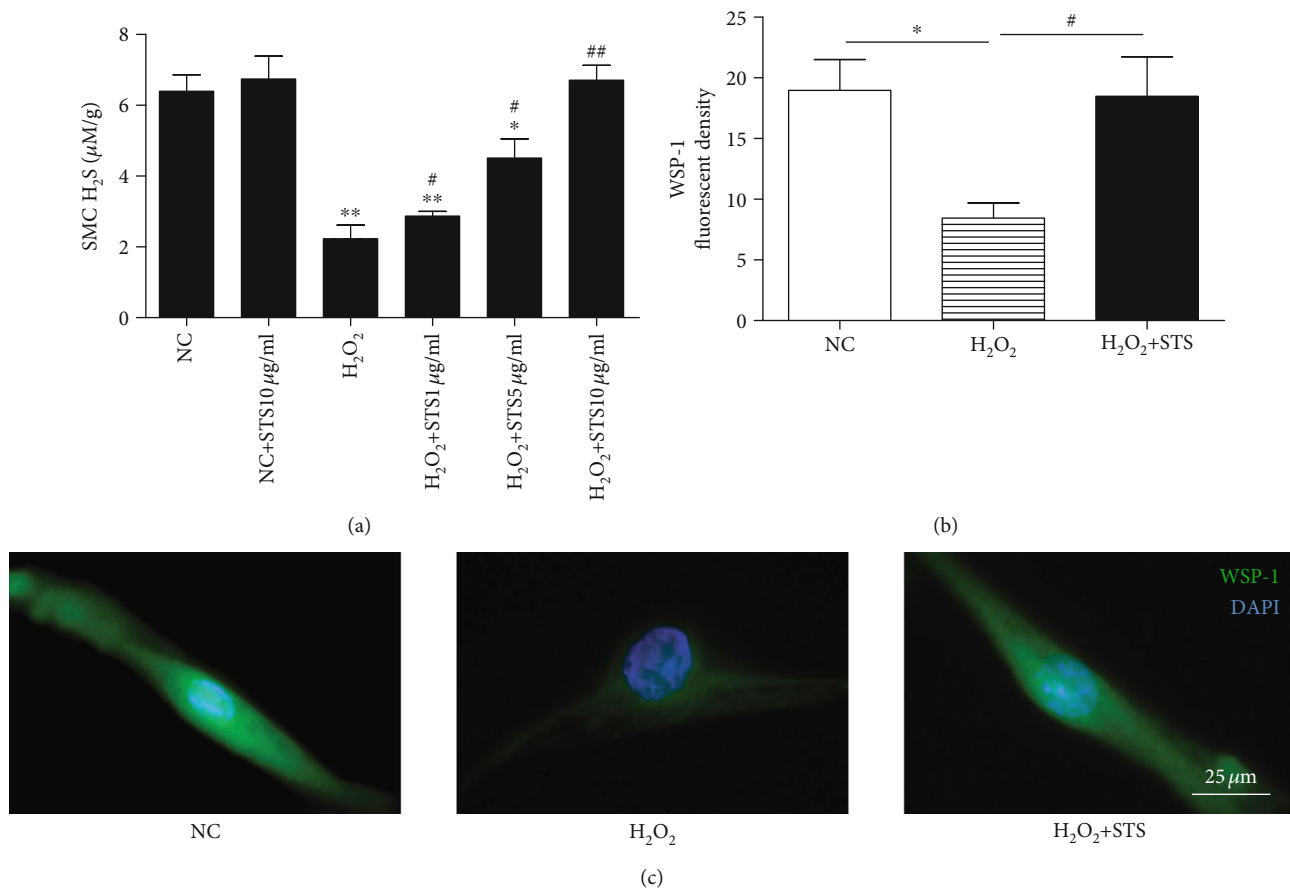 8
6
4
2
0
SMC H₂S (μM/g)
**
#
**
#
*
##
NC
NC+STS10 μg/ml
H₂O₂
H₂O₂+STS1 μg/ml
H₂O₂+STS5 μg/ml
H₂O₂+STS10 μg/ml
(a)
25
20
15
10
5
0
WSP-1
fluorescent density
*
#
NC
H₂O₂
H₂O₂+STS
(b)
WSP-1
DAPI
25 μm
NC
H₂O₂
H₂O₂+STS
(c)